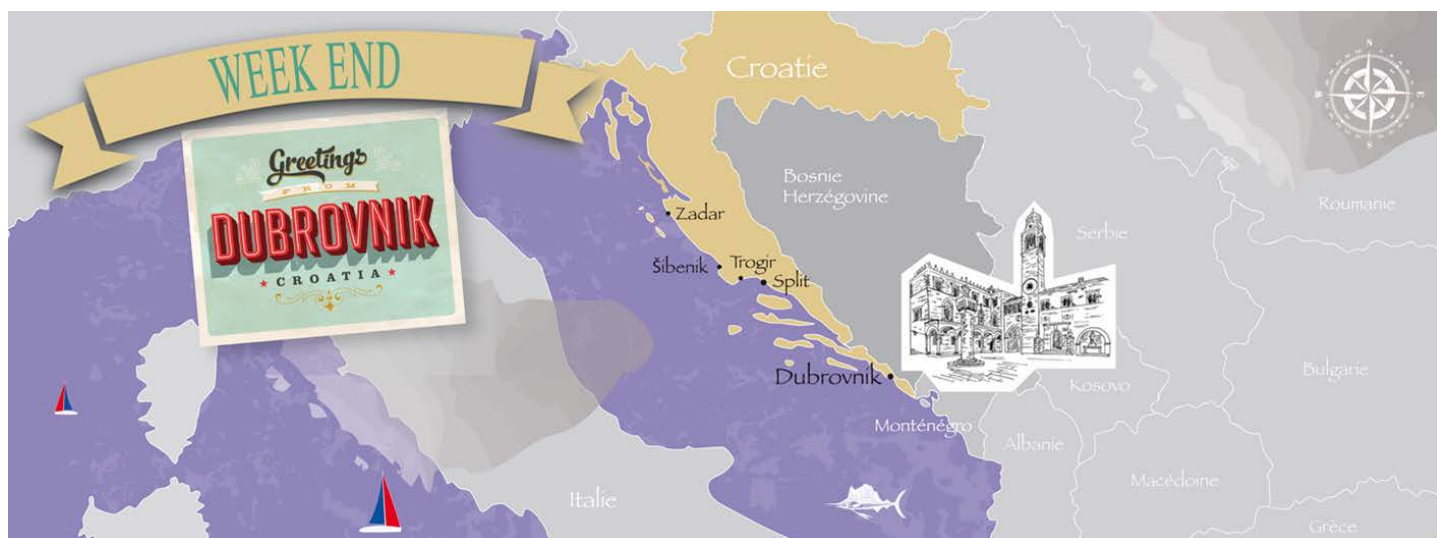 WEEK END
Greetings
FROM
DUBROVNIK
CROATIA
Croatie
Bosnie
Herzégovine
Zadar
Šibenik
Trogir
Split
Dubrovnik
Monténégro
Italie
N
W
E
S
Roumanie
Serbie
Bulgarie
Kosovo
Albanie
Macédoine
Grèce